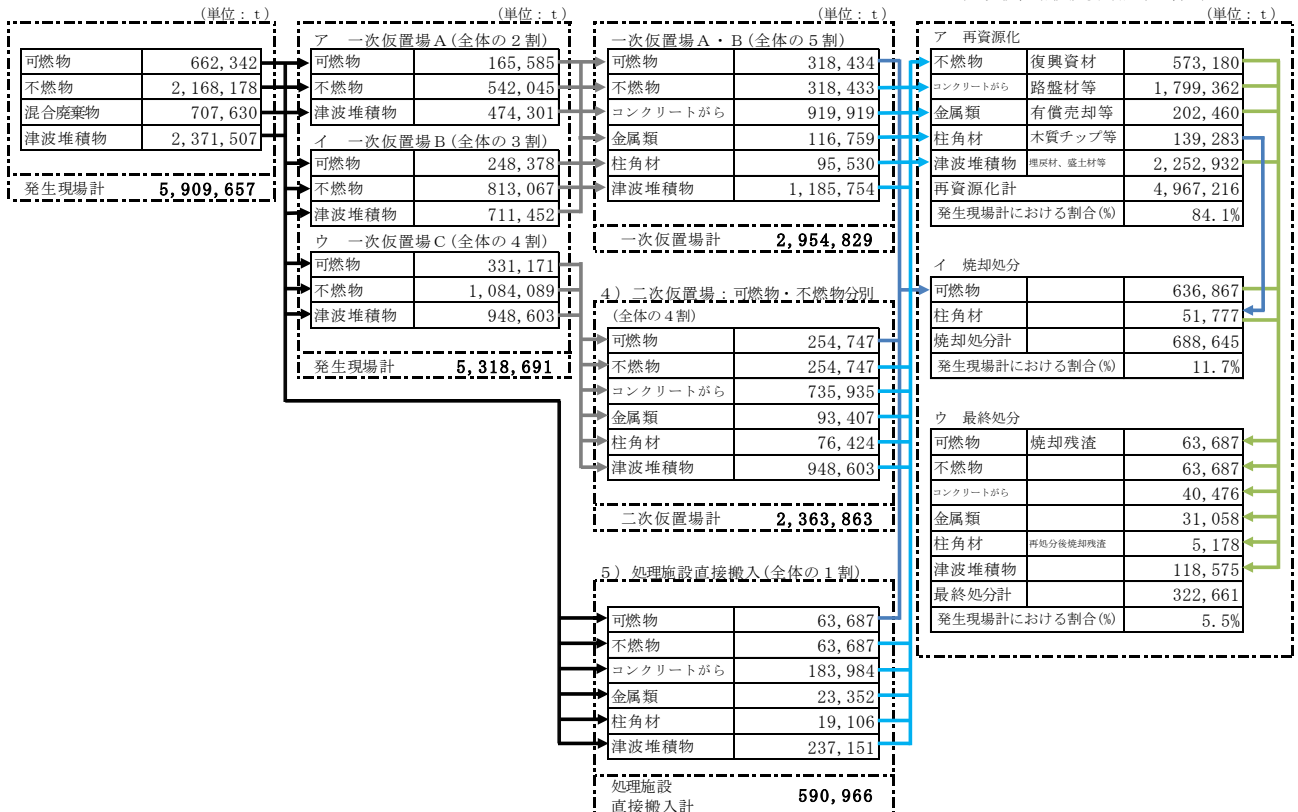 (単位：t)
可燃物 662,342
不燃物 2,168,178
混合廃棄物 707,630
津波堆積物 2,371,507
発生現場計 5,909,657
(単位：t)
ア 一次仮置場A(全体の2割)
可燃物 165,585
不燃物 542,045
津波堆積物 474,301
イ 一次仮置場B(全体の3割)
可燃物 248,378
不燃物 813,067
津波堆積物 711,452
ウ 一次仮置場C(全体の4割)
可燃物 331,171
不燃物 1,084,089
津波堆積物 948,603
発生現場計 5,318,691
(単位：t)
一次仮置場A・B(全体の5割)
可燃物 318,434
不燃物 318,433
コンクリートがら 919,919
金属類 116,759
柱角材 95,530
津波堆積物 1,185,754
一次仮置場計 2,954,829
4）二次仮置場：可燃物・不燃物分別
(全体の4割)
可燃物 254,747
不燃物 254,747
コンクリートがら 735,935
金属類 93,407
柱角材 76,424
津波堆積物 948,603
二次仮置場計 2,363,863
5）処理施設直接搬入(全体の1割)
可燃物 63,687
不燃物 63,687
コンクリートがら 183,984
金属類 23,352
柱角材 19,106
津波堆積物 237,151
処理施設
直接搬入計 590,966
(単位：t)
ア 再資源化
不燃物 復興資材 573,180
コンクリートがら 路盤材等 1,799,362
金属類 有償売却等 202,460
柱角材 木質チップ等 139,283
津波堆積物 埋戻材、盛土材等 2,252,932
再資源化計 4,967,216
発生現場計における割合(%) 84.1%
イ 焼却処分
可燃物 636,867
柱角材 51,777
焼却処分計 688,645
発生現場計における割合(%) 11.7%
ウ 最終処分
可燃物 焼却残渣 63,687
不燃物 63,687
コンクリートがら 40,476
金属類 31,058
柱角材 再処分後焼却残渣 5,178
津波堆積物 118,575
最終処分計 322,661
発生現場計における割合(%) 5.5%